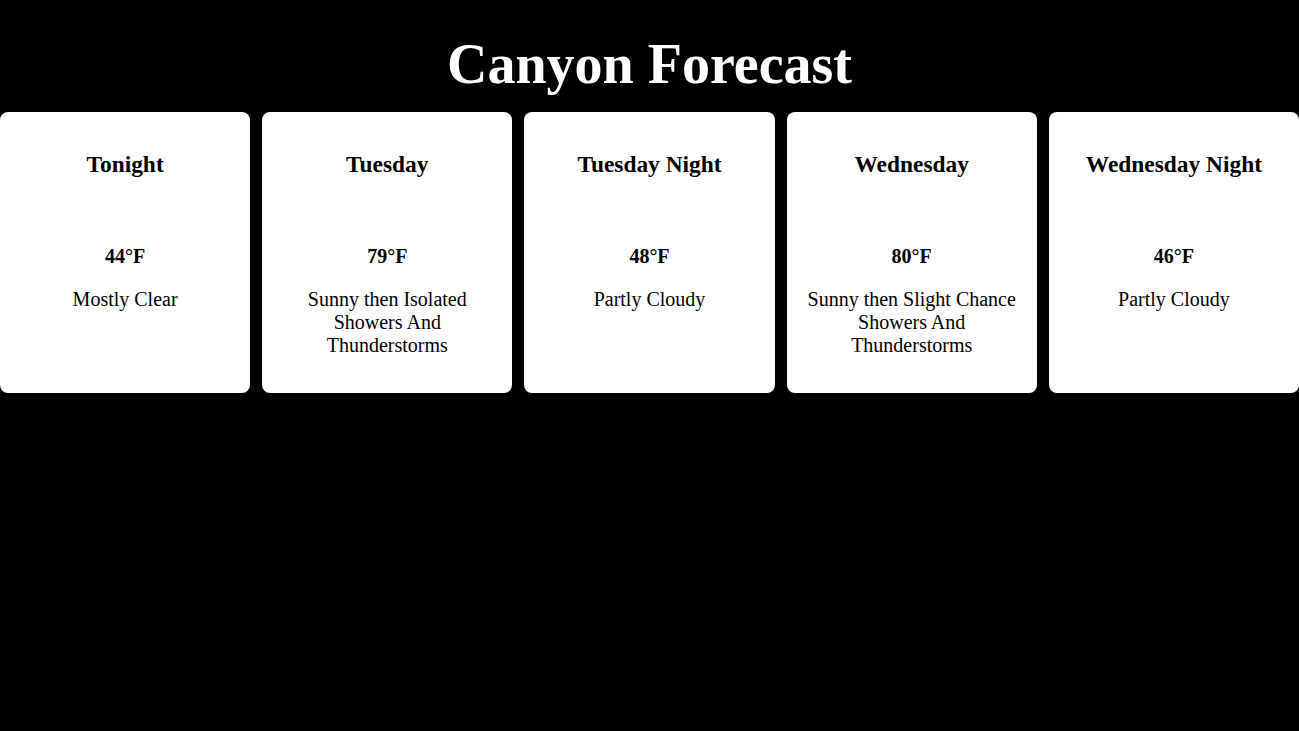 Canyon Forecast
Tonight
44°F
Mostly Clear
Tuesday
79°F
Sunny then Isolated
Showers And
Thunderstorms
Tuesday Night
48°F
Partly Cloudy
Wednesday
80°F
Sunny then Slight Chance
Showers And
Thunderstorms
Wednesday Night
46°F
Partly Cloudy